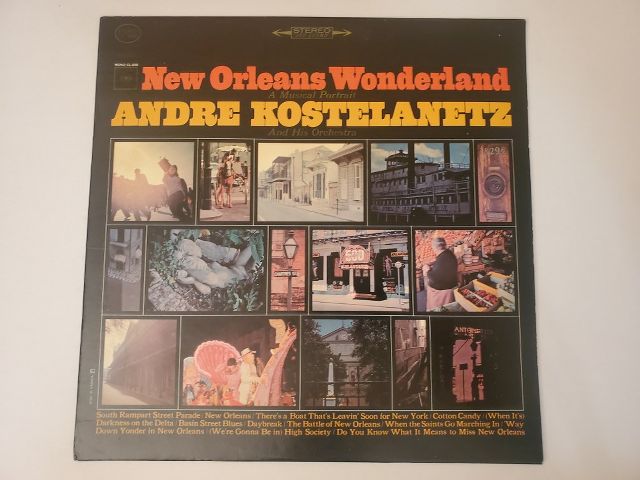 STEREO
New Orleans Wonderland
A Musical Portrait
ANDRE KOSTELANETZ
And His Orchestra
ANTOINE'S
South Rampart Street Parade / New Orleans / There's a Boat That's Leavin' Soon for New York / Cotton Candy / (When It's)
Darkness on the Delta / Basin Street Blues / Daybreak / The Battle of New Orleans / When the Saints Go Marching In / 'Way
Down Yonder in New Orleans / (We're Gonna Be in) High Society / Do You Know What It Means to Miss New Orleans